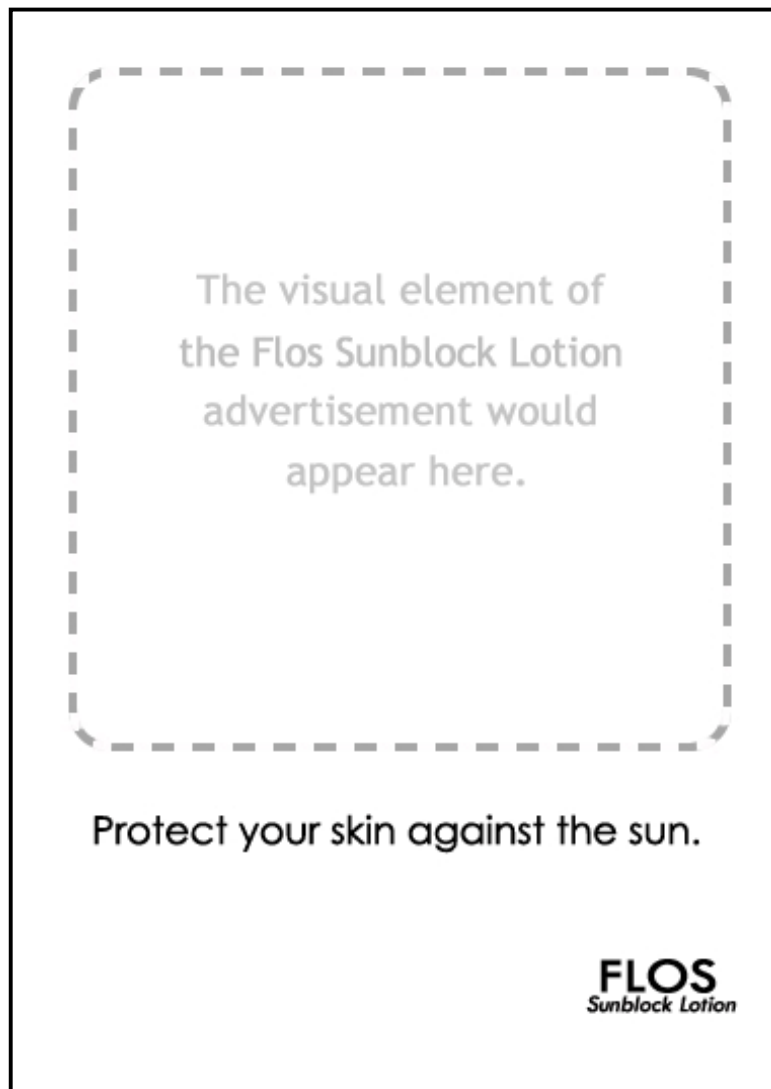 The visual element of
the Flos Sunblock Lotion
advertisement would
appear here.
Protect your skin against the sun.
FLOS
Sunblock Lotion